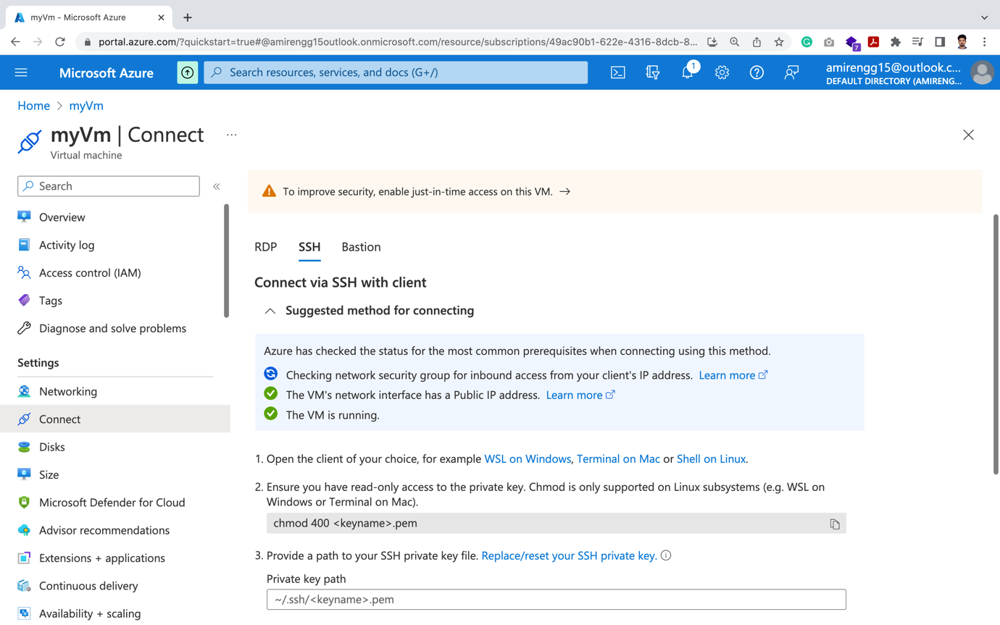 myVm - Microsoft Azure
portal.azure.com/?quickstart=true#@amirengg15outlook.onmicrosoft.com/resource/subscriptions/49ac90b1-622e-4316-8dcb-8...
7
Microsoft Azure
Search resources, services, and docs (G+/)
1
amirengg15@outlook.c...
DEFAULT DIRECTORY (AMIRENG...
Home > myVm
myVm | Connect ...
Virtual machine
Search
«
Overview
Activity log
Access control (IAM)
Tags
Diagnose and solve problems
Settings
Networking
Connect
Disks
Size
Microsoft Defender for Cloud
Advisor recommendations
Extensions + applications
Continuous delivery
Availability + scaling
To improve security, enable just-in-time access on this VM. →
RDP SSH Bastion
Connect via SSH with client
Suggested method for connecting
Azure has checked the status for the most common prerequisites when connecting using this method.
Checking network security group for inbound access from your client's IP address. Learn more
The VM's network interface has a Public IP address. Learn more
The VM is running.
1. Open the client of your choice, for example WSL on Windows, Terminal on Mac or Shell on Linux.
2. Ensure you have read-only access to the private key. Chmod is only supported on Linux subsystems (e.g. WSL on
Windows or Terminal on Mac).
chmod 400 <keyname>.pem
3. Provide a path to your SSH private key file. Replace/reset your SSH private key.
Private key path
~/.ssh/<keyname>.pem